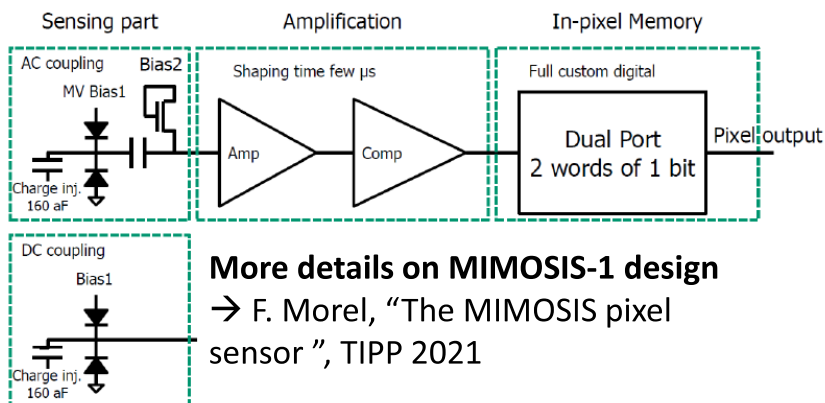 Sensing part
Amplification
In-pixel Memory
AC coupling
Bias2
MV Bias1
Charge inj.
160 aF
Shaping time few µs
Amp
Comp
Full custom digital
Dual Port
2 words of 1 bit
Pixel output
DC coupling
Bias1
Charge inj.
160 aF
More details on MIMOSIS-1 design
→ F. Morel, “The MIMOSIS pixel
sensor ”, TIPP 2021